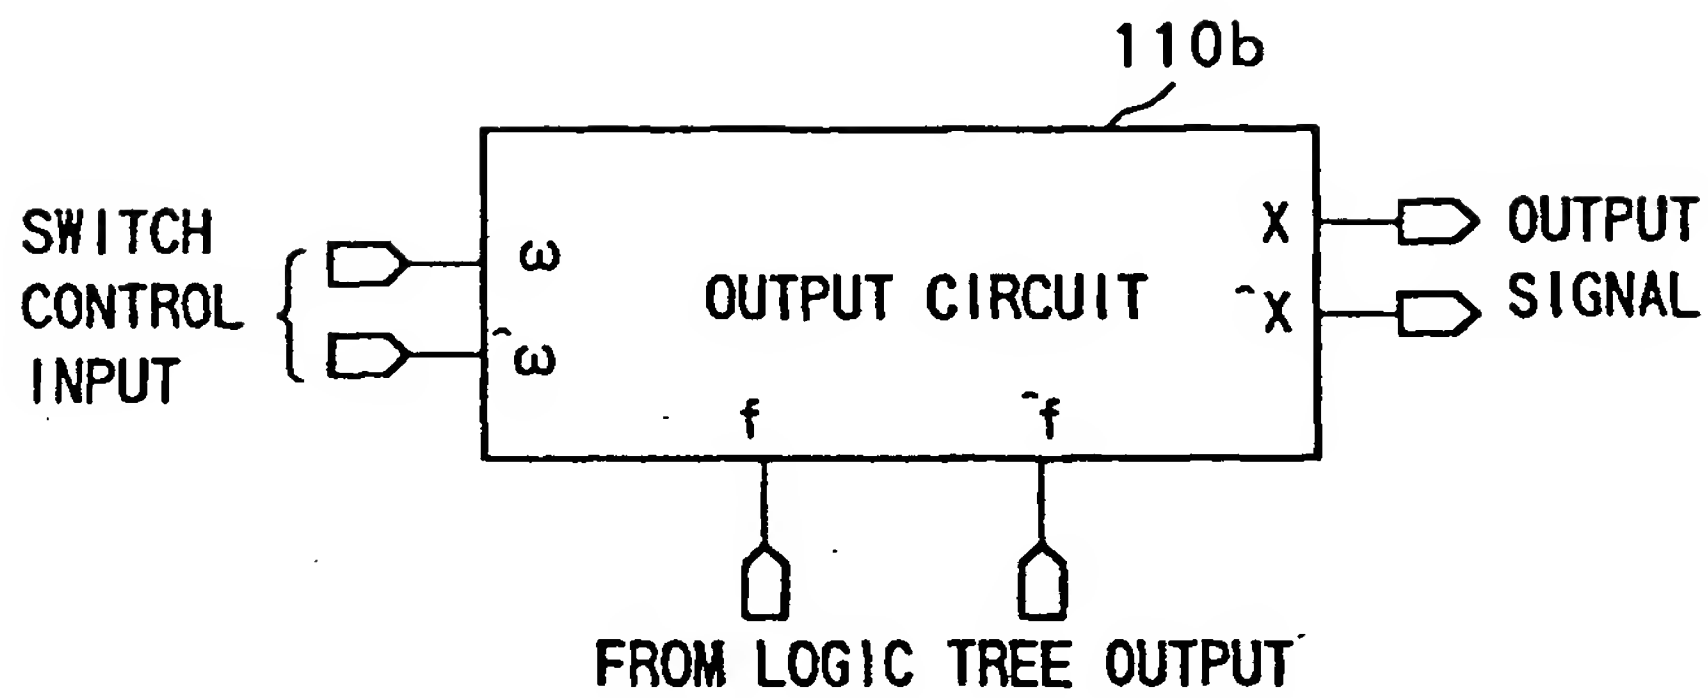 110b
SWITCH
CONTROL
INPUT
ω
^ω
OUTPUT CIRCUIT
X
^X
OUTPUT
SIGNAL
f
^f
FROM LOGIC TREE OUTPUT